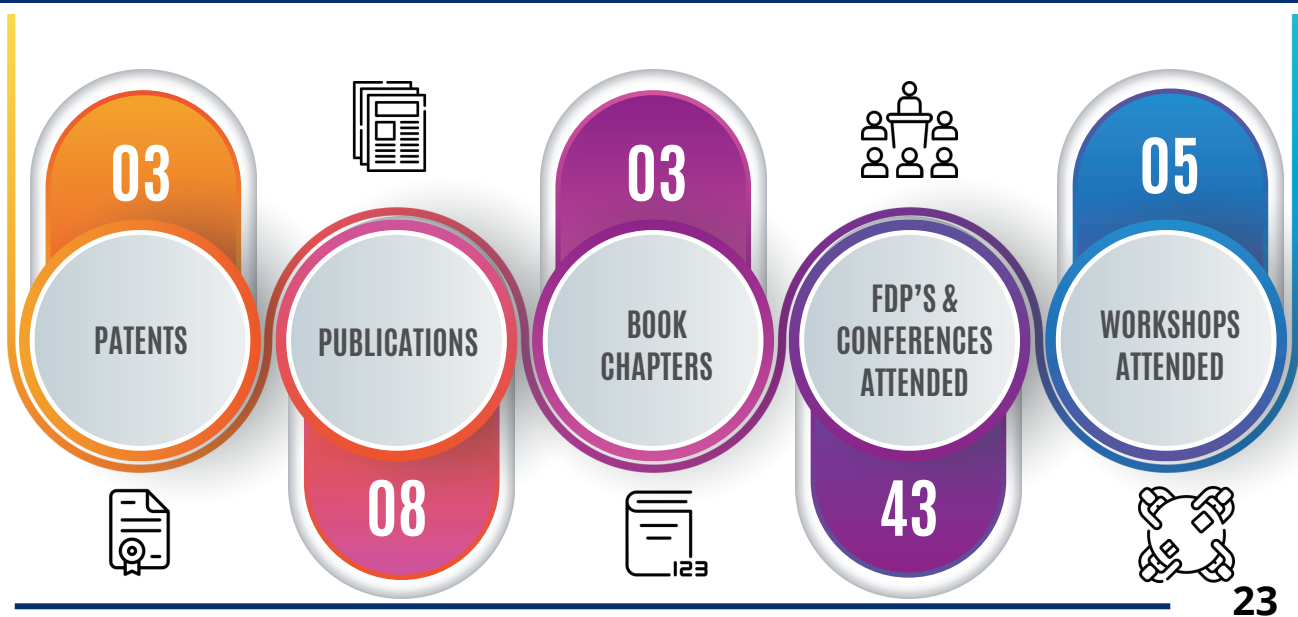 03
PATENTS
PUBLICATIONS
08
03
BOOK
CHAPTERS
123
FDP’S &
CONFERENCES
ATTENDED
43
05
WORKSHOPS
ATTENDED
23